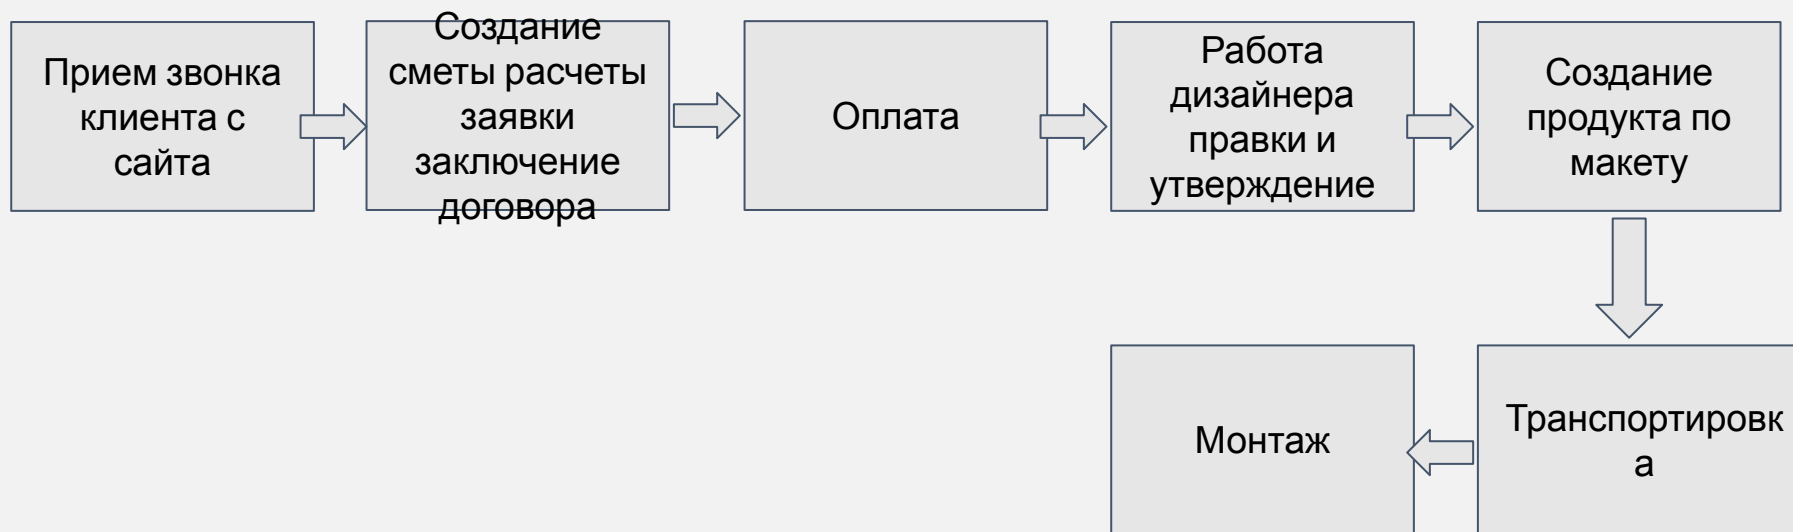 Прием звонка
клиента с
сайта
Создание
сметы расчеты
заявки
заключение
договора
Оплата
Работа
дизайнера
правки и
утверждение
Создание
продукта по
макету
Монтаж
Транспортировк
а